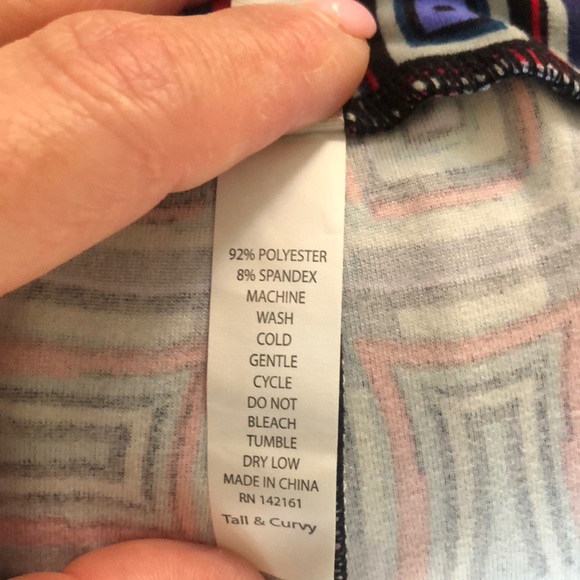 92% POLYESTER
8% SPANDEX
MACHINE
WASH
COLD
GENTLE
CYCLE
DO NOT
BLEACH
TUMBLE
DRY LOW
MADE IN CHINA
RN 142161
Tall & Curvy